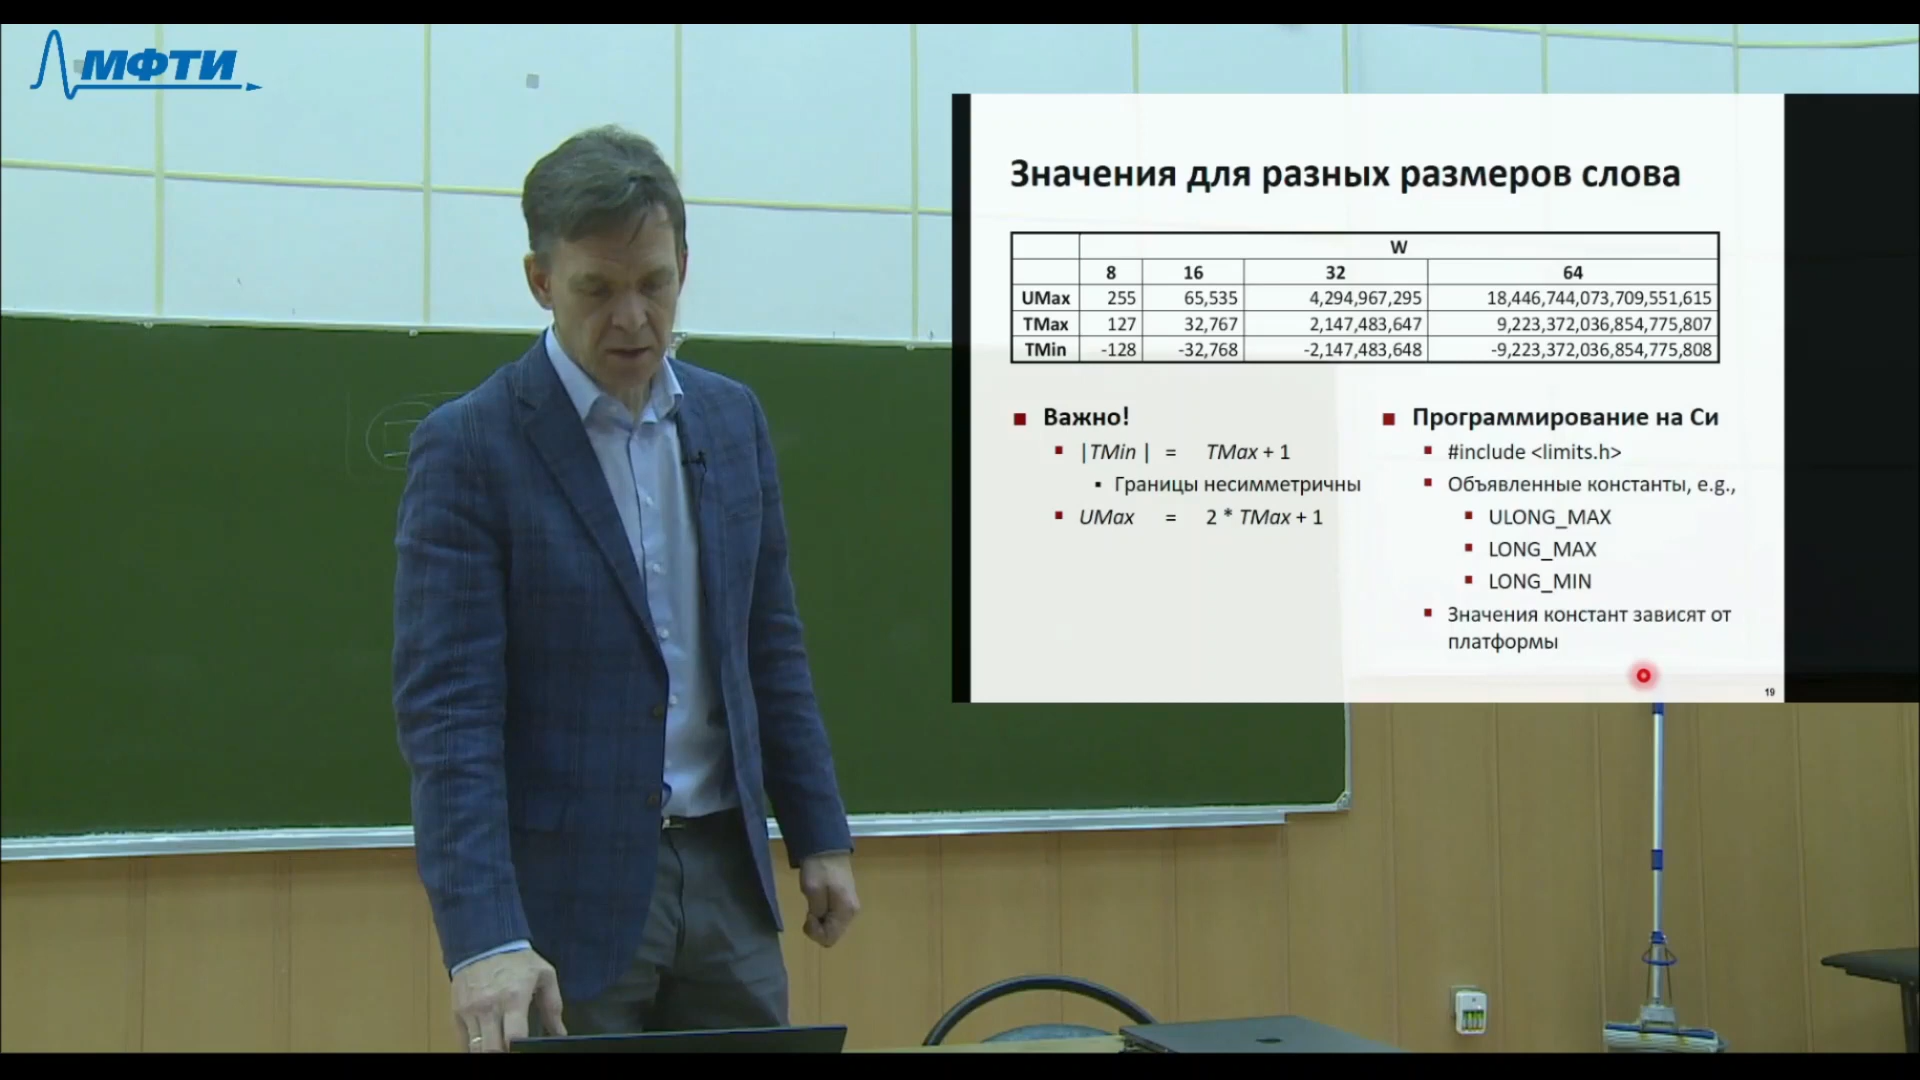 МФТИ
Значения для разных размеров слова
W
8 16 32 64
UMax 255 65,535 4,294,967,295 18,446,744,073,709,551,615
TMax 127 32,767 2,147,483,647 9,223,372,036,854,775,807
TMin -128 -32,768 -2,147,483,648 -9,223,372,036,854,775,808
Важно!
|TMin | = TMax + 1
Границы несимметричны
UMax = 2 * TMax + 1
Программирование на Си
#include <limits.h>
Объявленные константы, e.g.,
ULONG_MAX
LONG_MAX
LONG_MIN
Значения констант зависят от
платформы
19